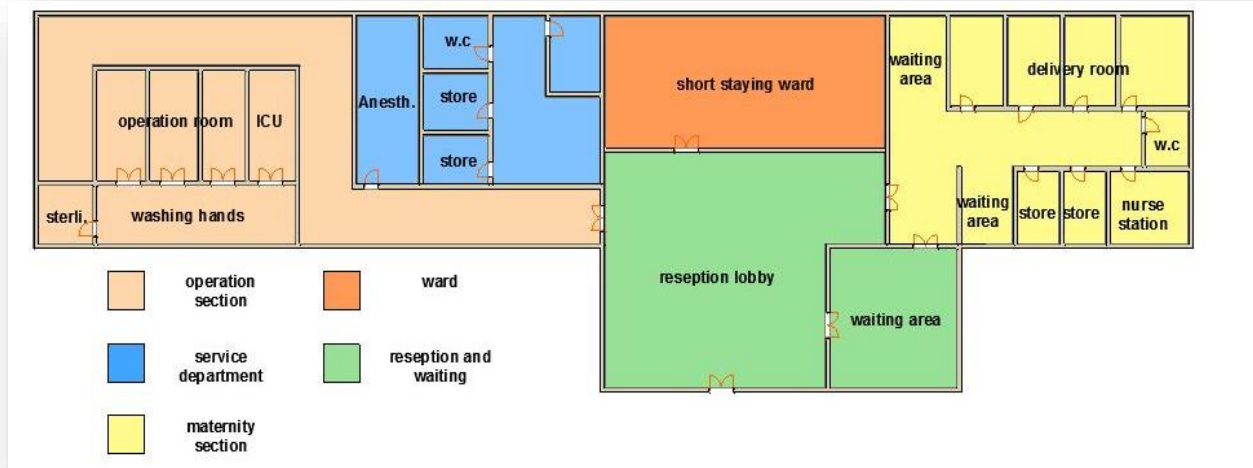 w.c
waiting
area
short staying ward
delivery room
Anesth.
store
operation room
ICU
w.c
store
sterli.
washing hands
waiting
area
store
store
nurse
station
reseption lobby
waiting area
operation
section
ward
service
department
reseption and
waiting
maternity
section